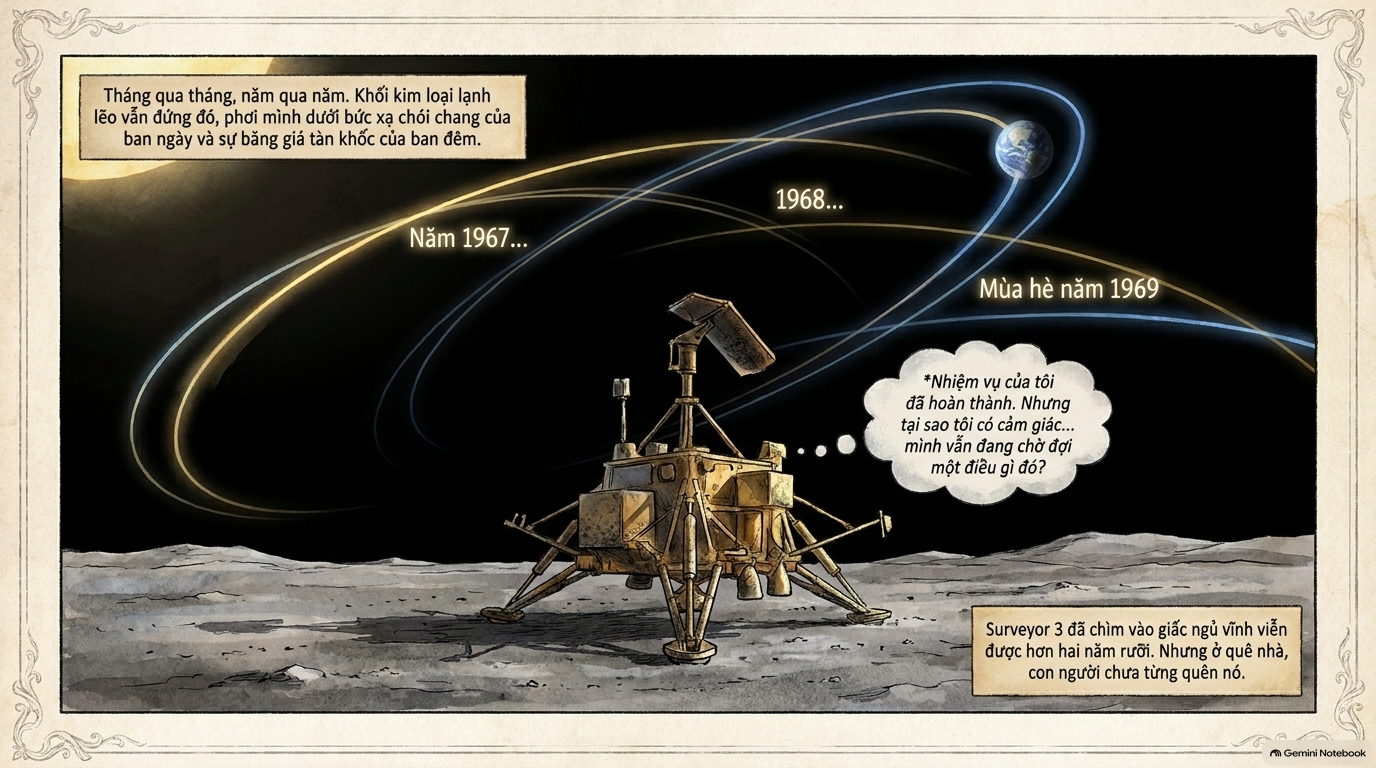 Tháng qua tháng, năm qua năm. Khối kim loại lạnh
lẽo vẫn đứng đó, phơi mình dưới bức xạ chói chang của
ban ngày và sự băng giá tàn khốc của ban đêm.
1968...
Năm 1967...
Mùa hè năm 1969
*Nhiệm vụ của tôi
đã hoàn thành. Nhưng
tại sao tôi có cảm giác...
mình vẫn đang chờ đợi
một điều gì đó?
Surveyor 3 đã chìm vào giấc ngủ vĩnh viễn
được hơn hai năm rưỡi. Nhưng ở quê nhà,
con người chưa từng quên nó.
Gemini Notebook